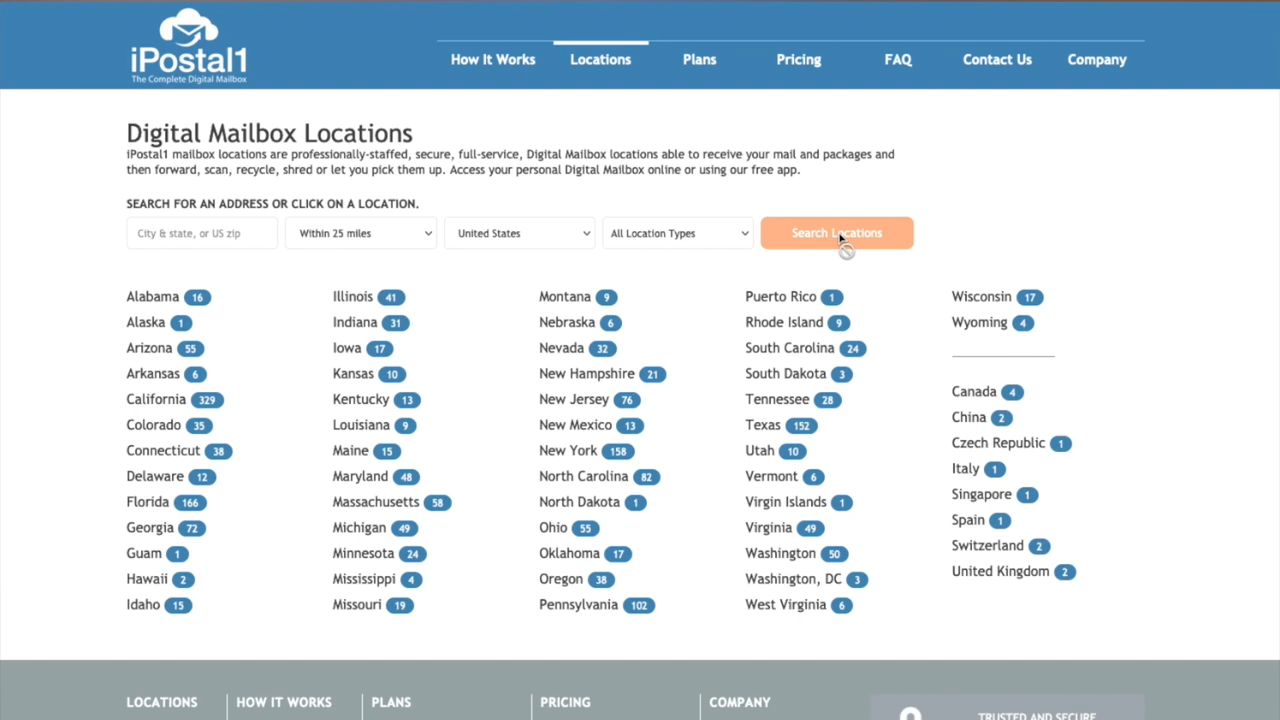 iPostal1
The Complete Digital Mailbox
How It Works
Locations
Plans
Pricing
FAQ
Contact Us
Company
Digital Mailbox Locations
iPostal1 mailbox locations are professionally-staffed, secure, full-service, Digital Mailbox locations able to receive your mail and packages and
then forward, scan, recycle, shred or let you pick them up. Access your personal Digital Mailbox online or using our free app.
SEARCH FOR AN ADDRESS OR CLICK ON A LOCATION.
City & state, or US zip
Within 25 miles
United States
All Location Types
Search Locations
Alabama 16
Alaska 1
Arizona 55
Arkansas 6
California 329
Colorado 35
Connecticut 38
Delaware 12
Florida 166
Georgia 72
Guam 1
Hawaii 2
Idaho 15
Illinois 41
Indiana 31
Iowa 17
Kansas 10
Kentucky 13
Louisiana 9
Maine 15
Maryland 48
Massachusetts 58
Michigan 49
Minnesota 24
Mississippi 4
Missouri 19
Montana 9
Nebraska 6
Nevada 32
New Hampshire 21
New Jersey 76
New Mexico 13
New York 158
North Carolina 82
North Dakota 1
Ohio 55
Oklahoma 17
Oregon 38
Pennsylvania 102
Puerto Rico 1
Rhode Island 9
South Carolina 24
South Dakota 3
Tennessee 28
Texas 152
Utah 10
Vermont 6
Virgin Islands 1
Virginia 49
Washington 50
Washington, DC 3
West Virginia 6
Wisconsin 17
Wyoming 4
Canada 4
China 2
Czech Republic 1
Italy 1
Singapore 1
Spain 1
Switzerland 2
United Kingdom 2
LOCATIONS
HOW IT WORKS
PLANS
PRICING
COMPANY
TRUSTED AND SECURE